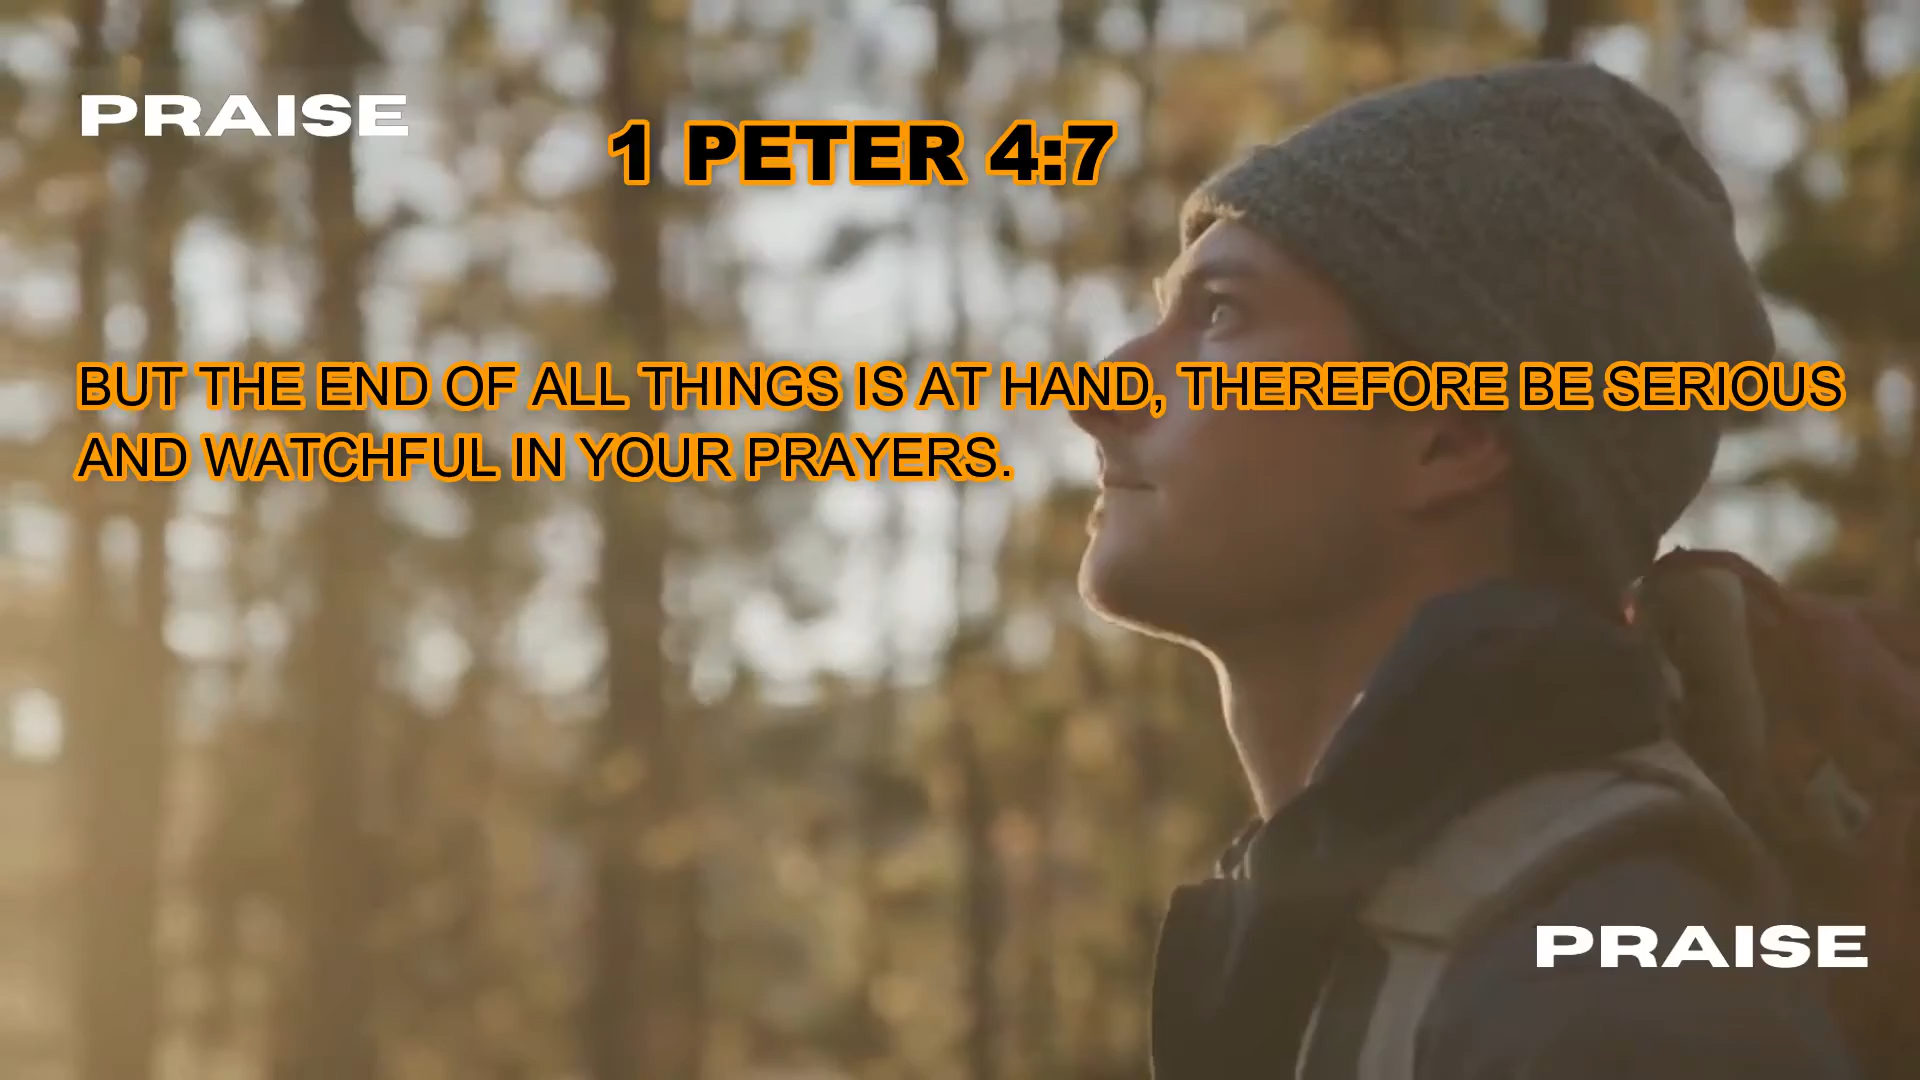 PRAISE
1 PETER 4:7
BUT THE END OF ALL THINGS IS AT HAND, THEREFORE BE SERIOUS
AND WATCHFUL IN YOUR PRAYERS.
PRAISE